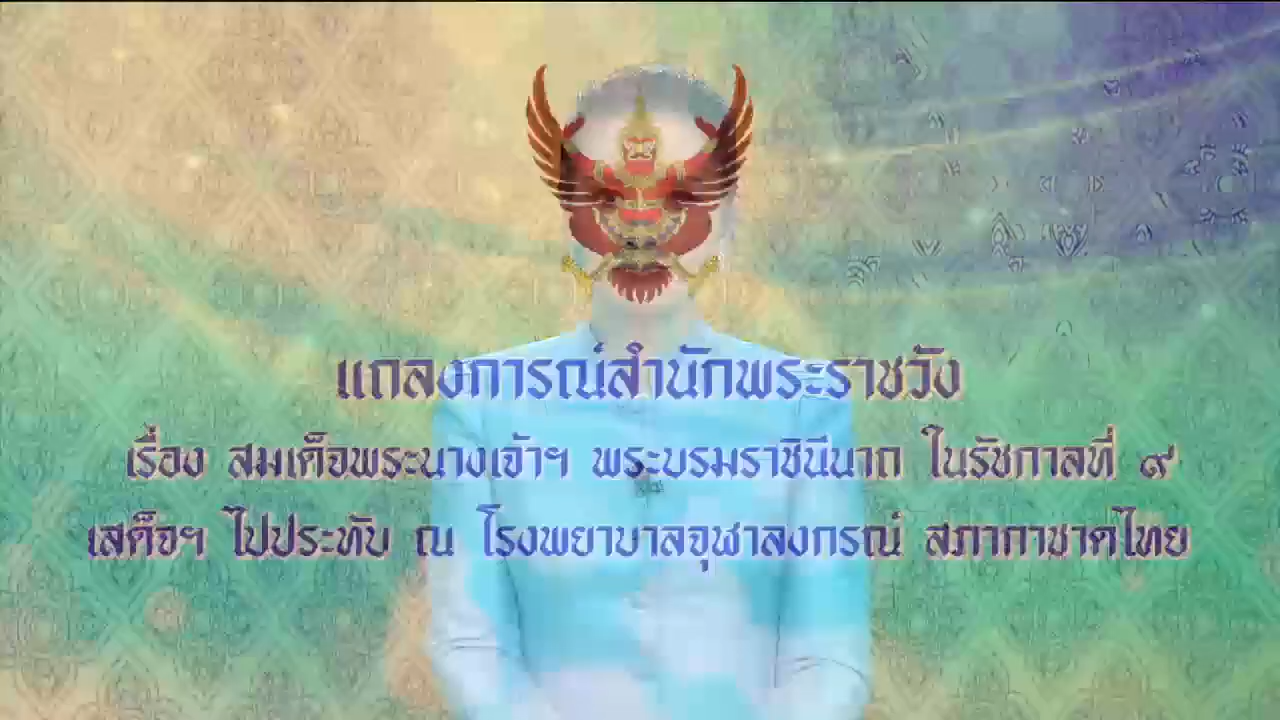 แถลงการณ์สำนักพระราชวัง
เรื่อง สมเด็จพระนางเจ้าฯ พระบรมราชินีนาถ ในรัชกาลที่ ๙
เสด็จฯ ไปประทับ ณ โรงพยาบาลจุฬาลงกรณ์ สภากาชาดไทย